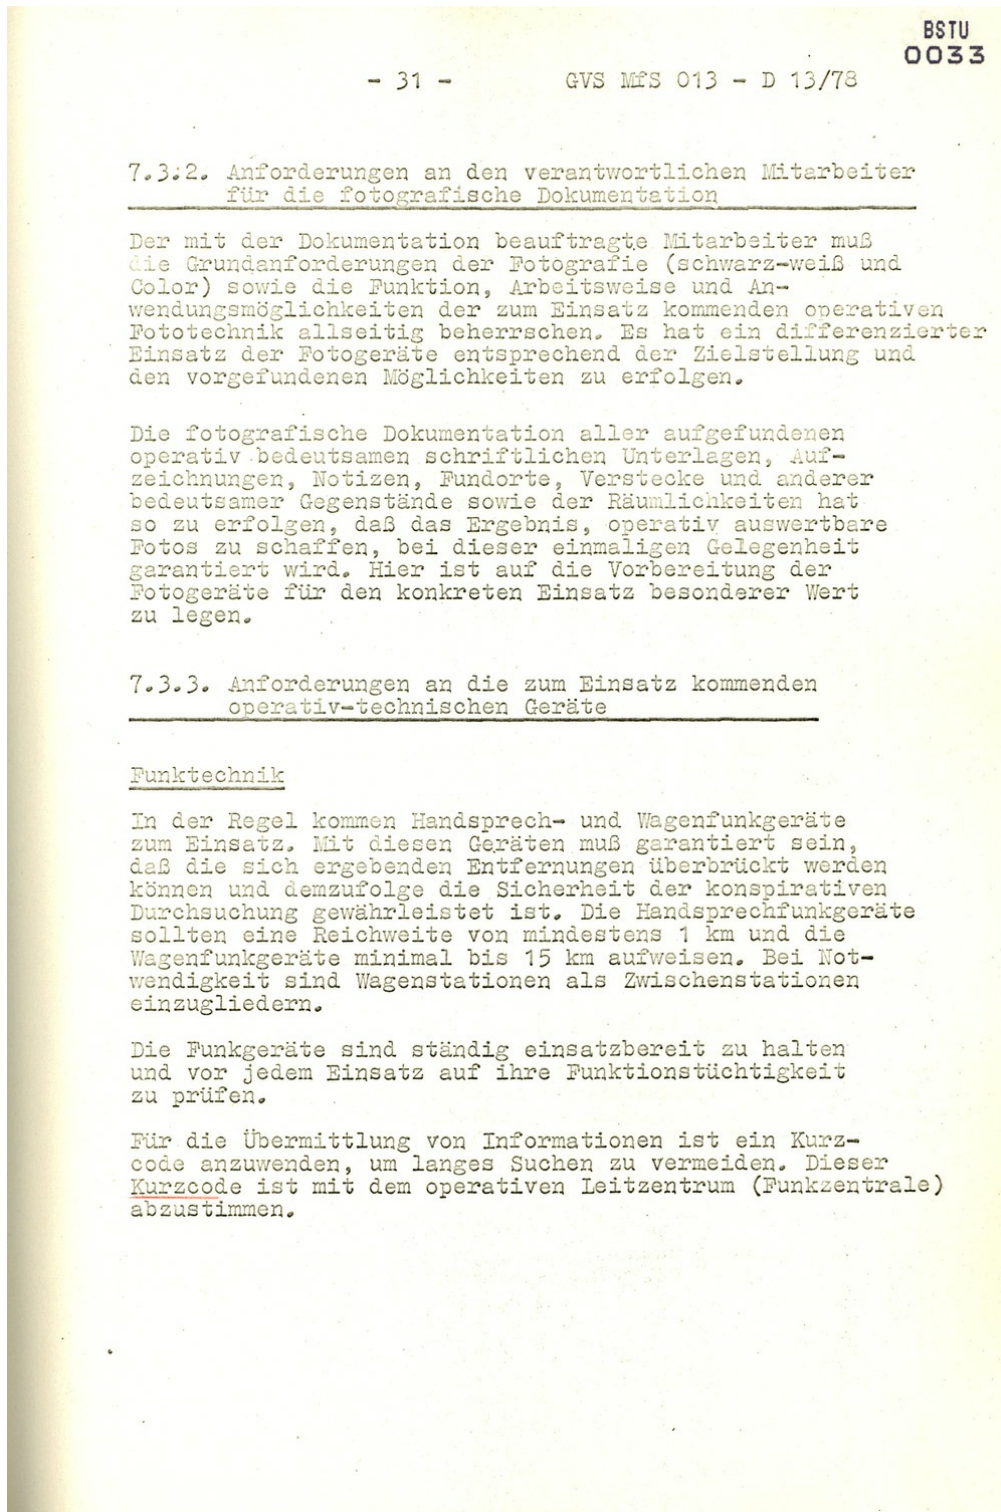 BSTU
0033
- 31 - GVS MfS 013 - D 13/78
7.3.2. Anforderungen an den verantwortlichen Mitarbeiter
für die fotografische Dokumentation
Der mit der Dokumentation beauftragte Mitarbeiter muß
die Grundanforderungen der Fotografie (schwarz-weiß und
Color) sowie die Funktion, Arbeitsweise und An-
wendungsmöglichkeiten der zum Einsatz kommenden operativen
Fototechnik allseitig beherrschen. Es hat ein differenzierter
Einsatz der Fotogeräte entsprechend der Zielstellung und
den vorgefundenen Möglichkeiten zu erfolgen.
Die fotografische Dokumentation aller aufgefundenen
operativ bedeutsamen schriftlichen Unterlagen, Auf-
zeichnungen, Notizen, Fundorte, Verstecke und anderer
bedeutsamer Gegenstände sowie der Räumlichkeiten hat
so zu erfolgen, daß das Ergebnis, operativ auswertbare
Fotos zu schaffen, bei dieser einmaligen Gelegenheit
garantiert wird. Hier ist auf die Vorbereitung der
Fotogeräte für den konkreten Einsatz besonderer Wert
zu legen.
7.3.3. Anforderungen an die zum Einsatz kommenden
operativ-technischen Geräte
Funktechnik
In der Regel kommen Handsprech- und Wagenfunkgeräte
zum Einsatz. Mit diesen Geräten muß garantiert sein,
daß die sich ergebenden Entfernungen überbrückt werden
können und demzufolge die Sicherheit der konspirativen
Durchsuchung gewährleistet ist. Die Handsprechfunkgeräte
sollten eine Reichweite von mindestens 1 km und die
Wagenfunkgeräte minimal bis 15 km aufweisen. Bei Not-
wendigkeit sind Wagenstationen als Zwischenstationen
einzugliedern.
Die Funkgeräte sind ständig einsatzbereit zu halten
und vor jedem Einsatz auf ihre Funktionstüchtigkeit
zu prüfen.
Für die Übermittlung von Informationen ist ein Kurz-
code anzuwenden, um langes Suchen zu vermeiden. Dieser
Kurzcode ist mit dem operativen Leitzentrum (Funkzentrale)
abzustimmen.